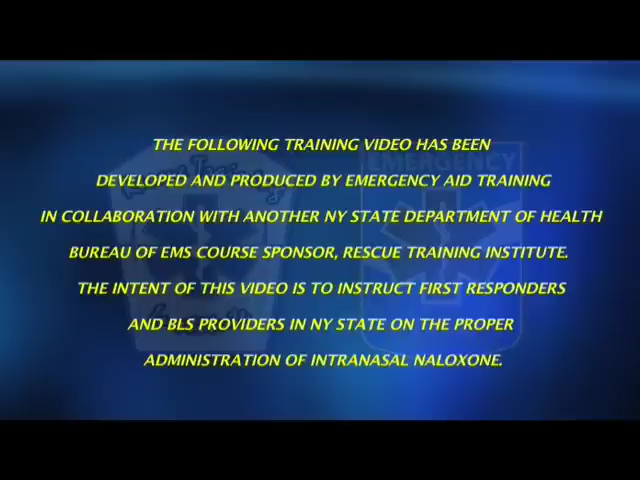 THE FOLLOWING TRAINING VIDEO HAS BEEN
DEVELOPED AND PRODUCED BY EMERGENCY AID TRAINING
IN COLLABORATION WITH ANOTHER NY STATE DEPARTMENT OF HEALTH
BUREAU OF EMS COURSE SPONSOR, RESCUE TRAINING INSTITUTE.
THE INTENT OF THIS VIDEO IS TO INSTRUCT FIRST RESPONDERS
AND BLS PROVIDERS IN NY STATE ON THE PROPER
ADMINISTRATION OF INTRANASAL NALOXONE.
EMERGENCY